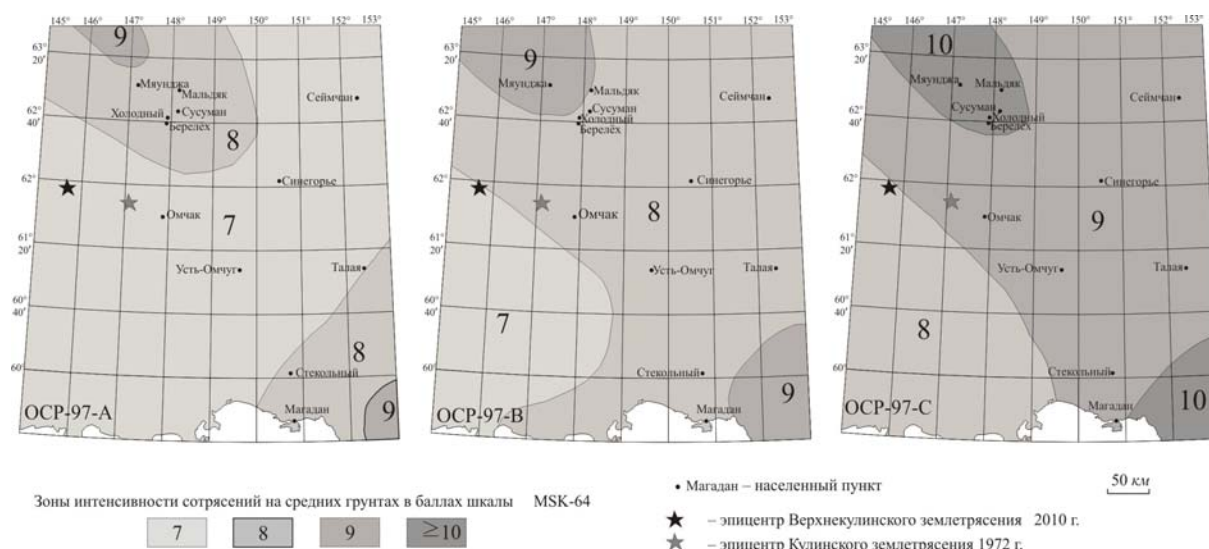 145° 146° 147° 148° 149° 150° 151° 152° 153°
63° 20′
9
Мяунджа
Мальдяк
Сеймчан
62° 40′
Холодный
Сусуман
Берелёх
8
62°
Синегорье
Омчак
7
61° 20′
Усть-Омчуг
Талая
60° 40′
8
60°
Стекольный
ОСР-97-А
Магадан
9
145° 146° 147° 148° 149° 150° 151° 152° 153°
63° 20′
9
Мяунджа
Мальдяк
Сеймчан
62° 40′
Сусуман
Холодный
Берелёх
62°
Синегорье
Омчак
8
61° 20′
Усть-Омчуг
Талая
60° 40′
7
60°
Стекольный
9
ОСР-97-В
Магадан
145° 146° 147° 148° 149° 150° 151° 152° 153°
63° 20′
10
Мяунджа
Мальдяк
Сеймчан
62° 40′
Сусуман
Холодный
Берелёх
62°
Синегорье
Омчак
9
61° 20′
Усть-Омчуг
Талая
60° 40′
8
60°
Стекольный
ОСР-97-С
Магадан
10
Зоны интенсивности сотрясений на средних грунтах в баллах шкалы MSK-64
7 8 9 ≥10
• Магадан – населенный пункт
50 км
– эпицентр Верхнекулинского землетрясения 2010 г.
– эпицентр Кулинского землетрясения 1972 г.